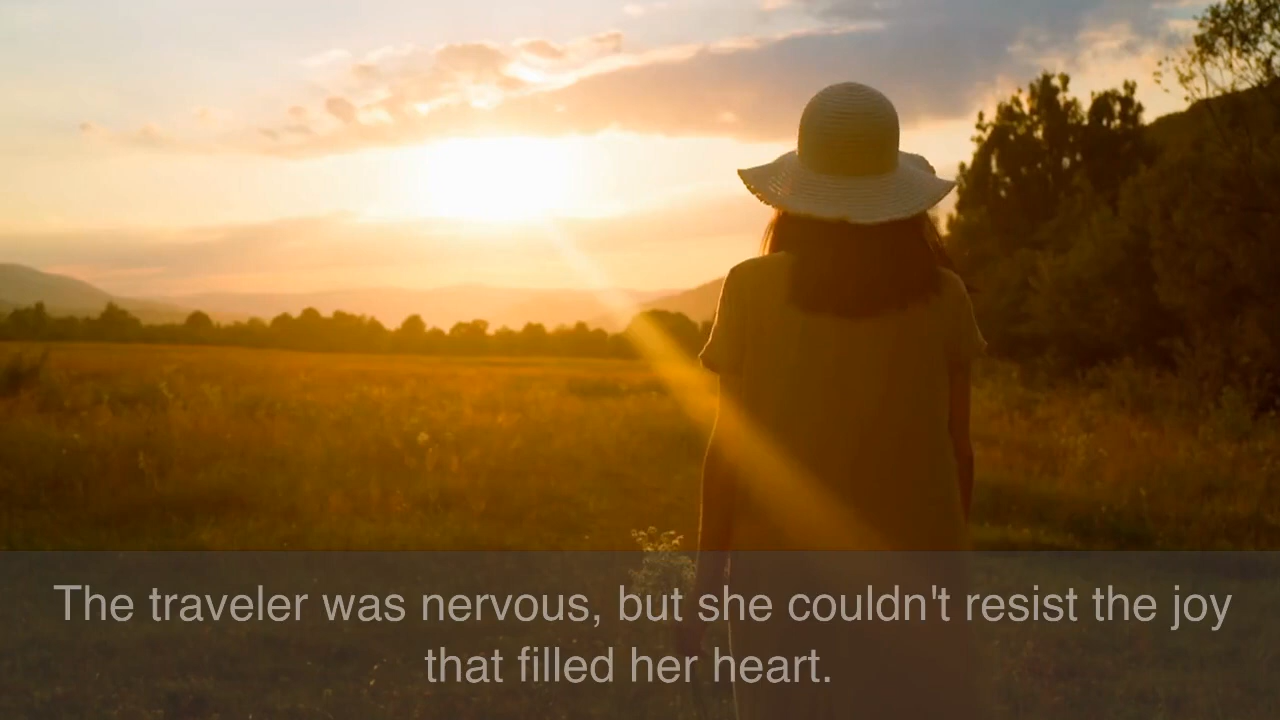 The traveler was nervous, but she couldn't resist the joy
that filled her heart.